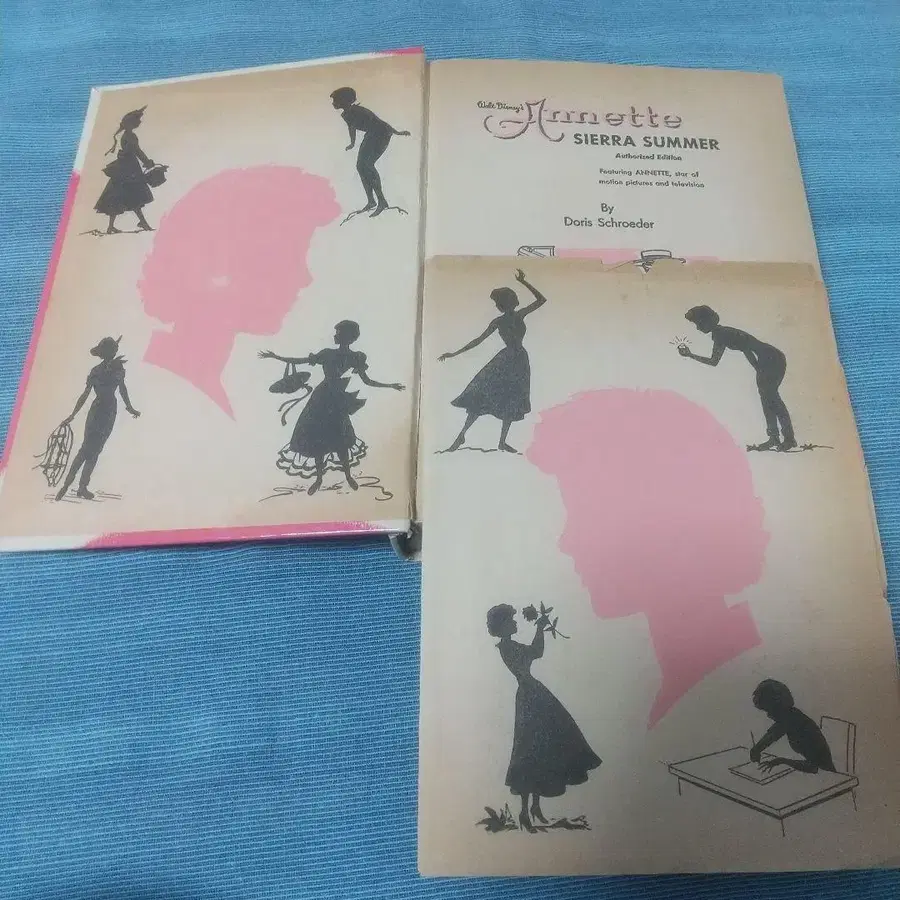 Walt Disney's
Annette
SIERRA SUMMER
Authorized Edition
Featuring ANNETTE, star of
motion pictures and television
By
Doris Schroeder